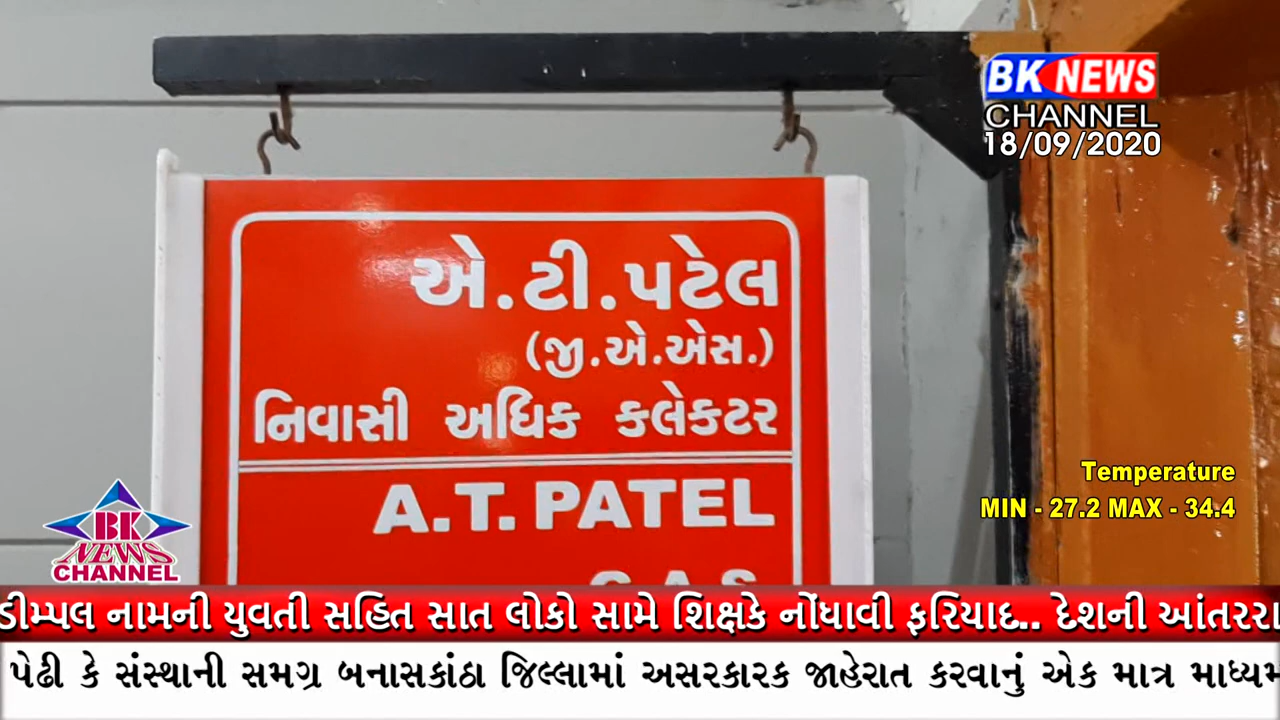 BK NEWS
CHANNEL
18/09/2020
એ.ટી.પટેલ
(જી.એ.એસ.)
નિવાસી અધિક કલેકટર
A.T. PATEL
G.A.S.
Temperature
MIN - 27.2 MAX - 34.4
BK
NEWS
CHANNEL
ડીમ્પલ નામની યુવતી સહિત સાત લોકો સામે શિક્ષકે નોંધાવી ફરિયાદ.. દેશની આંતરરા
પેઢી કે સંસ્થાની સમગ્ર બનાસકાંઠા જિલ્લામાં અસરકારક જાહેરાત કરવાનું એક માત્ર માધ્યમ